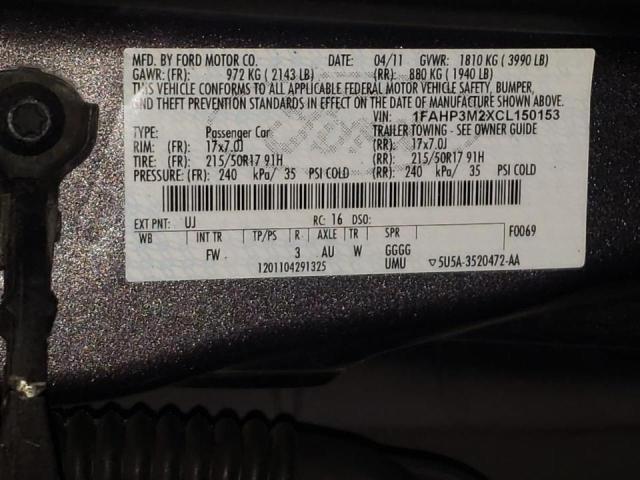 MFD. BY FORD MOTOR CO. DATE: 04/11 GVWR: 1810 KG ( 3990 LB)
GAWR: (FR): 972 KG ( 2143 LB) (RR): 880 KG ( 1940 LB)
THIS VEHICLE CONFORMS TO ALL APPLICABLE FEDERAL MOTOR VEHICLE SAFETY, BUMPER,
AND THEFT PREVENTION STANDARDS IN EFFECT ON THE DATE OF MANUFACTURE SHOWN ABOVE.
VIN: 1FAHP3M2XCL150153
TYPE: Passenger Car TRAILER TOWING - SEE OWNER GUIDE
RIM: (FR): 17x7.0J (RR): 17x7.0J
TIRE: (FR): 215/50R17 91H (RR): 215/50R17 91H
PRESSURE: (FR): 240 kPa/ 35 PSI COLD (RR): 240 kPa/ 35 PSI COLD
EXT PNT: UJ RC: 16 DSO: F0069
WB INT TR TP/PS R AXLE TR SPR
FW 3 AU W GGGG
UMU
1201104291325 ▽5U5A-3520472-AA